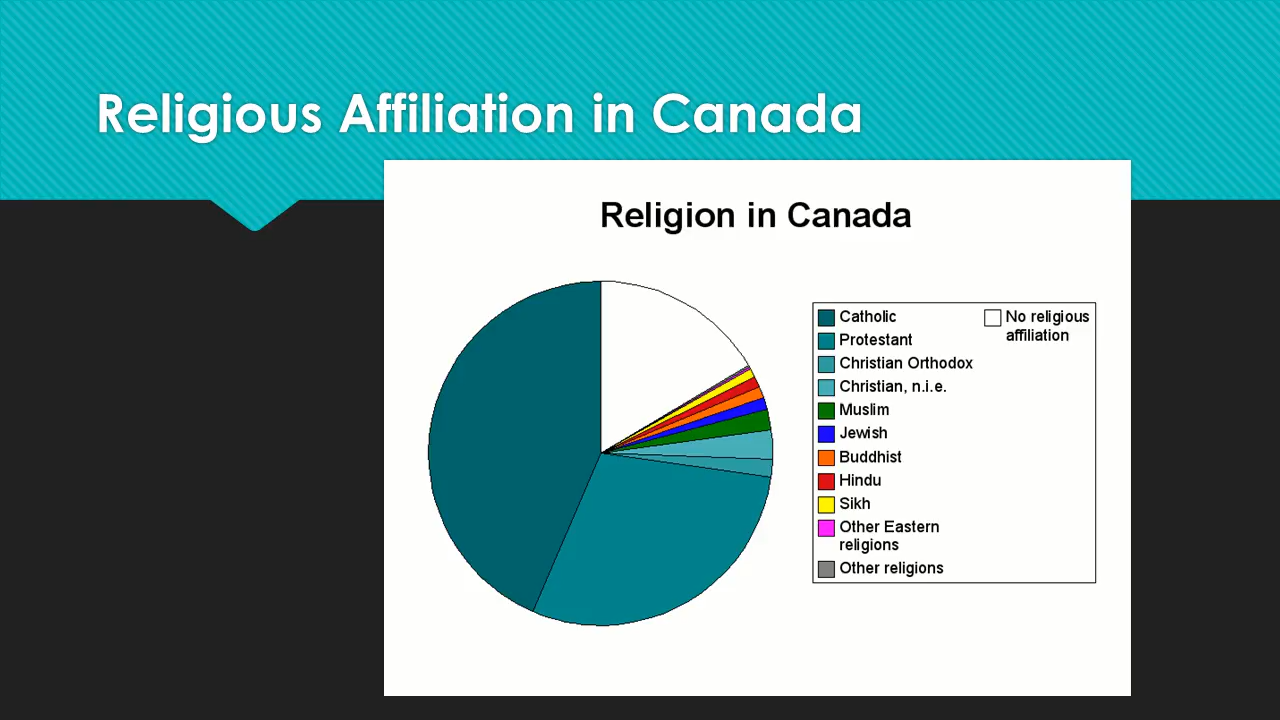 Religious Affiliation in Canada
Religion in Canada
Catholic
Protestant
Christian Orthodox
Christian, n.i.e.
Muslim
Jewish
Buddhist
Hindu
Sikh
Other Eastern
religions
Other religions
No religious
affiliation